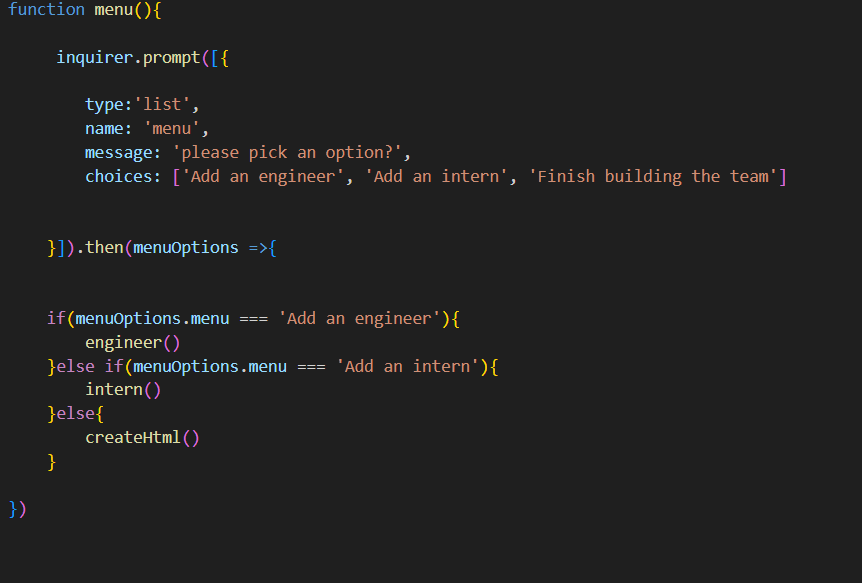 function menu(){
inquirer.prompt([{
type:'list',
name: 'menu',
message: 'please pick an option?',
choices: ['Add an engineer', 'Add an intern', 'Finish building the team']
}]).then(menuOptions =>{
if(menuOptions.menu === 'Add an engineer'){
engineer()
}else if(menuOptions.menu === 'Add an intern'){
intern()
}else{
createHtml()
}
})